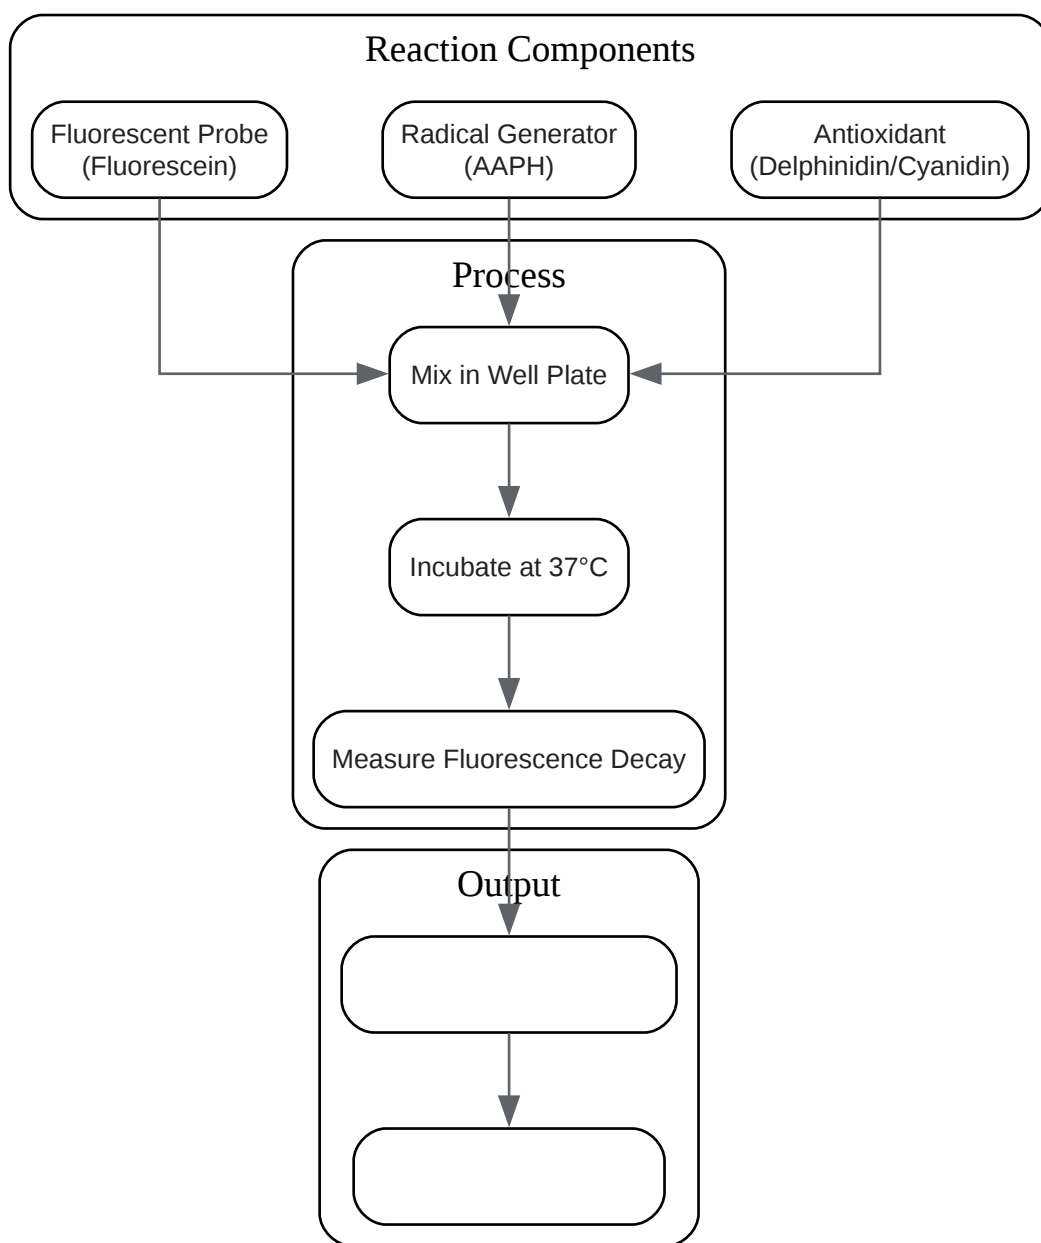 Reaction Components
Fluorescent Probe
(Fluorescein)
Radical Generator
(AAPH)
Antioxidant
(Delphinidin/Cyanidin)
Process
Mix in Well Plate
Incubate at 37°C
Measure Fluorescence Decay
Output